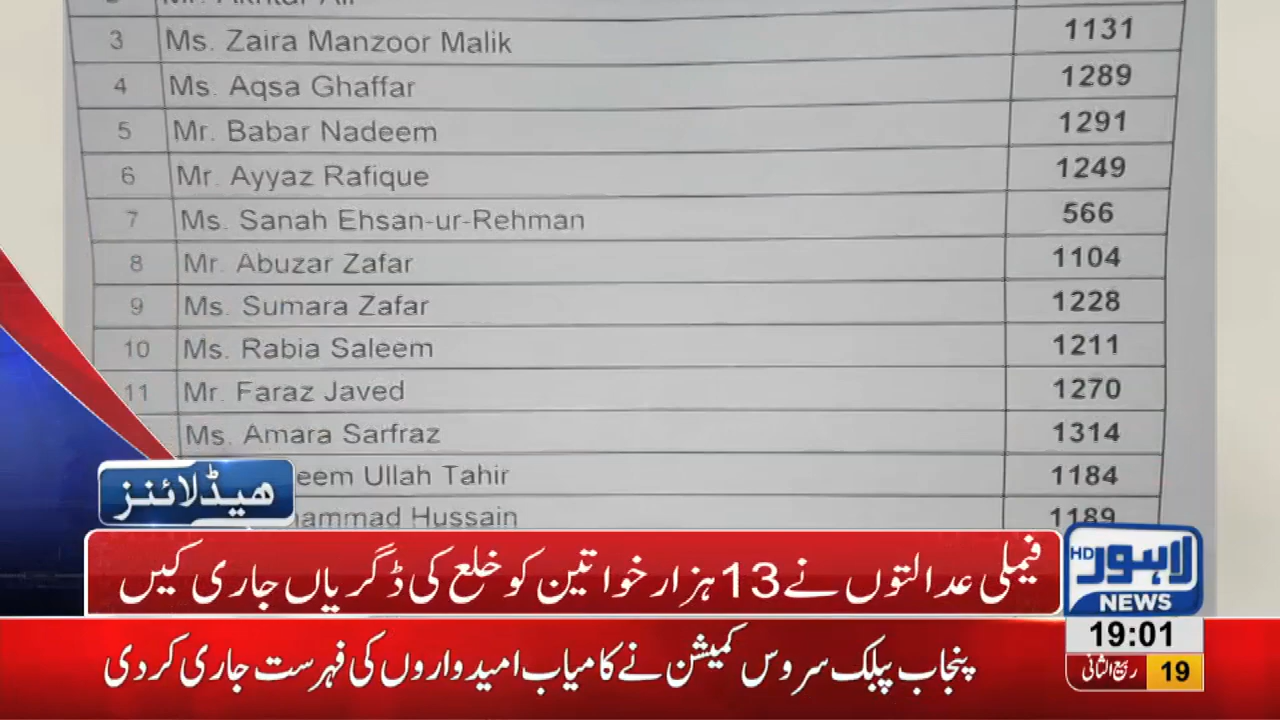 3 Ms. Zaira Manzoor Malik 1131
4 Ms. Aqsa Ghaffar 1289
5 Mr. Babar Nadeem 1291
6 Mr. Ayyaz Rafique 1249
7 Ms. Sanah Ehsan-ur-Rehman 566
8 Mr. Abuzar Zafar 1104
9 Ms. Sumara Zafar 1228
10 Ms. Rabia Saleem 1211
11 Mr. Faraz Javed 1270
Ms. Amara Sarfraz 1314
Ullah Tahir 1184
Hussain 1189
ھیڈلائنز
فیملی عدالتوں نے 13 ہزار خواتین کو خلع کی ڈگریاں جاری کیں
HD لاہور
NEWS
19:01
پنجاب پبلک سروس کمیشن نے کامیاب امیدواروں کی فہرست جاری کر دی
ربیع الثانی 19